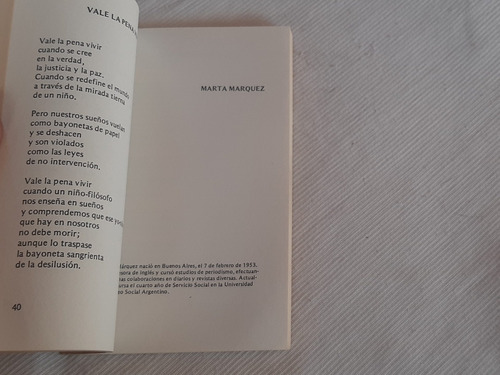 VALE LA PENA
Vale la pena vivir
cuando se cree
en la verdad,
la justicia y la paz.
Cuando se redefine el mundo
a través de la mirada tierna
de un niño.
Pero nuestros sueños vuelan
como bayonetas de papel
y se deshacen
y son violados
como las leyes
de no intervención.
Vale la pena vivir
cuando un niño-filósofo
nos enseña en sueños
y comprendemos que ese
que hay en nosotros
no debe morir;
aunque lo traspase
la bayoneta sangrienta
de la desilusión.
40
MARTA MARQUEZ
árquez nació en Buenos Aires, el 7 de febrero de 1953.
sora de inglés y cursó estudios de periodismo, efectuan-
sas colaboraciones en diarios y revistas diversas. Actual-
ursa el cuarto año de Servicio Social en la Universidad
Social Argentino.